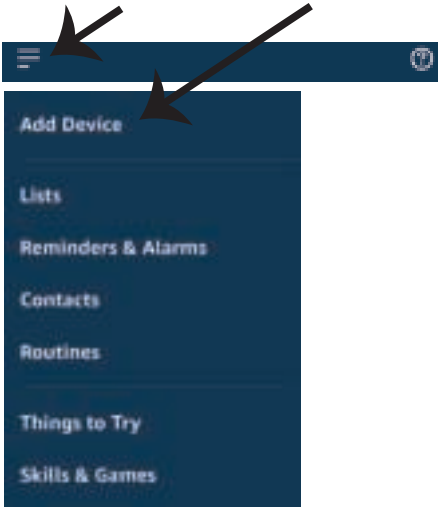 Add Device
Lists
Reminders & Alarms
Contacts
Routines
Things to Try
Skills & Games